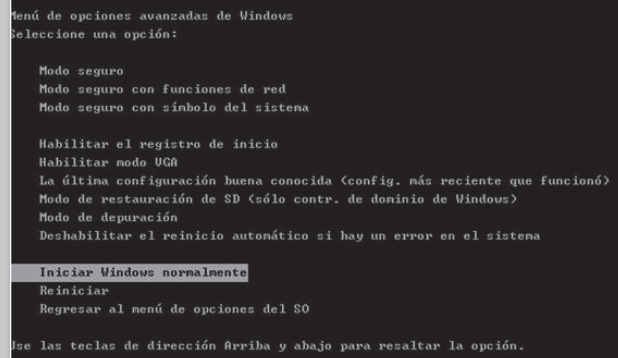 Menú de opciones avanzadas de Windows
Seleccione una opción:
Modo seguro
Modo seguro con funciones de red
Modo seguro con símbolo del sistema
Habilitar el registro de inicio
Habilitar modo VGA
La última configuración buena conocida (config. más reciente que funcionó)
Modo de restauración de SD (sólo contr. de dominio de Windows)
Modo de depuración
Deshabilitar el reinicio automático si hay un error en el sistema
Iniciar Windows normalmente
Reiniciar
Regresar al menú de opciones del SO
Use las teclas de dirección Arriba y abajo para resaltar la opción.